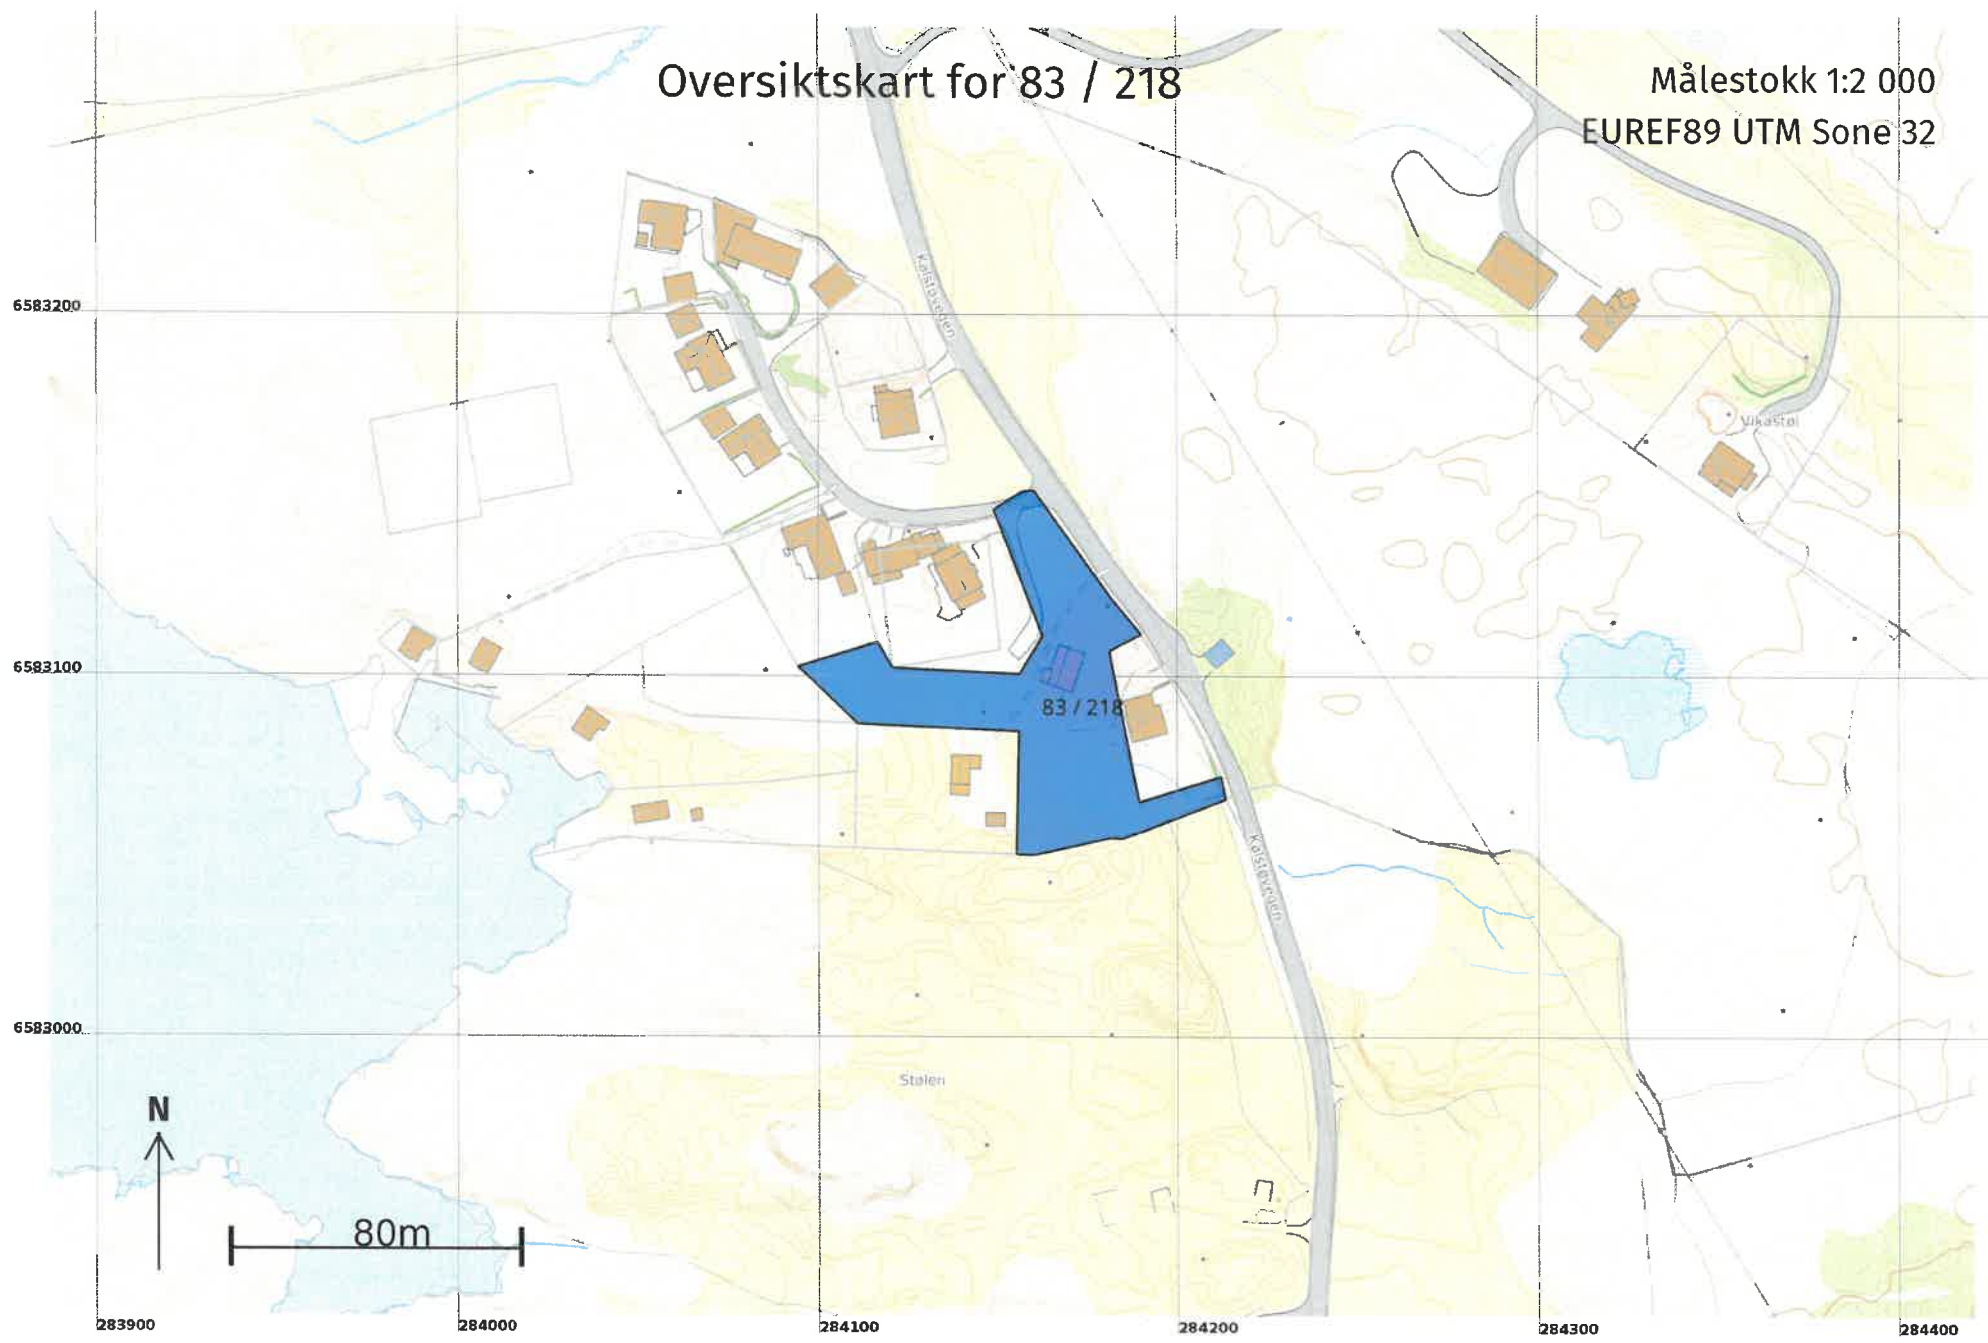 Oversiktskart for 83 / 218
Målestokk 1:2 000
EUREF89 UTM Sone 32
Kalstøvegen
6583200
Vikastøl
6583100
83 / 218
Kalstøvegen
6583000
Stølen
N
80m
283900
284000
284100
284200
284300
284400